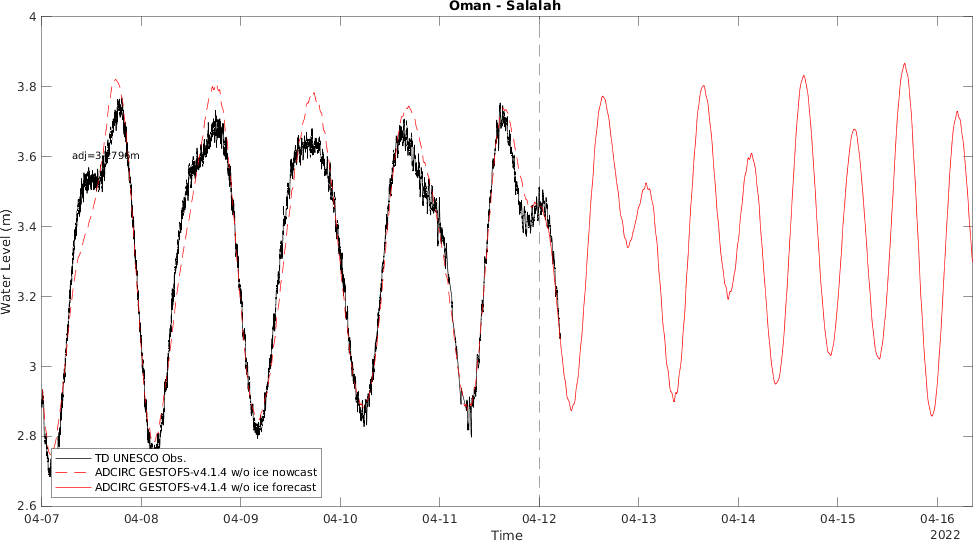 Oman - Salalah
4
3.8
3.6
3.4
3.2
3
2.8
2.6
Water Level (m)
adj=3.2796m
TD UNESCO Obs.
ADCIRC GESTOFS-v4.1.4 w/o ice nowcast
ADCIRC GESTOFS-v4.1.4 w/o ice forecast
04-07 04-08 04-09 04-10 04-11 04-12 04-13 04-14 04-15 04-16
Time
2022